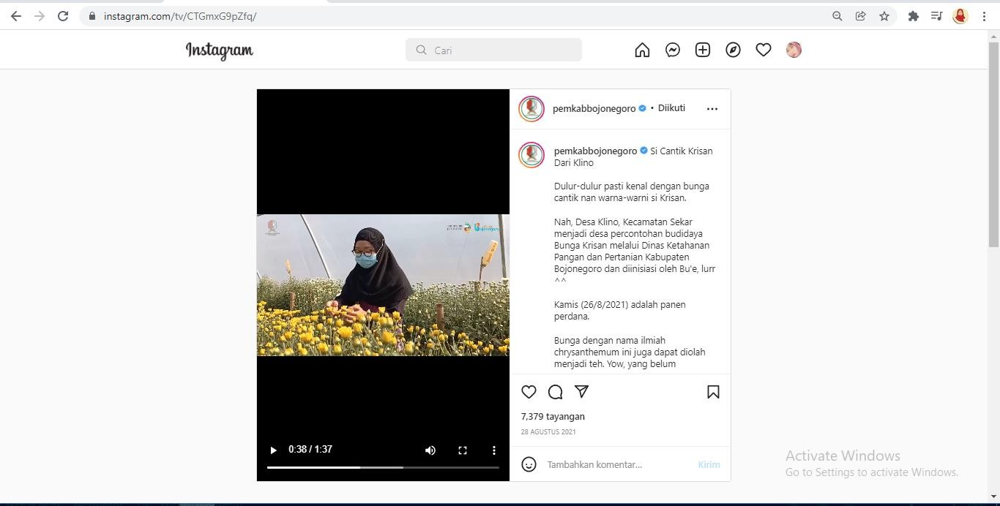 instagram.com/tv/CTGmxG9pZfq/
Instagram
Cari
pemkabbojonegoro • Diikuti
pemkabbojonegoro Si Cantik Krisan
Dari Klino
Dulur-dulur pasti kenal dengan bunga
cantik nan warna-warni si Krisan.
Nah, Desa Klino, Kecamatan Sekar
menjadi desa percontohan budidaya
Bunga Krisan melalui Dinas Ketahanan
Pangan dan Pertanian Kabupaten
Bojonegoro dan diinisiasi oleh Bu'e, lurr
^^
Kamis (26/8/2021) adalah panen
perdana.
Bunga dengan nama ilmiah
chrysanthemum ini juga dapat diolah
menjadi teh. Yow, yang belum
7,379 tayangan
28 AGUSTUS 2021
0:38 / 1:37
Tambahkan komentar...
Kirim
Activate Windows
Go to Settings to activate Windows.